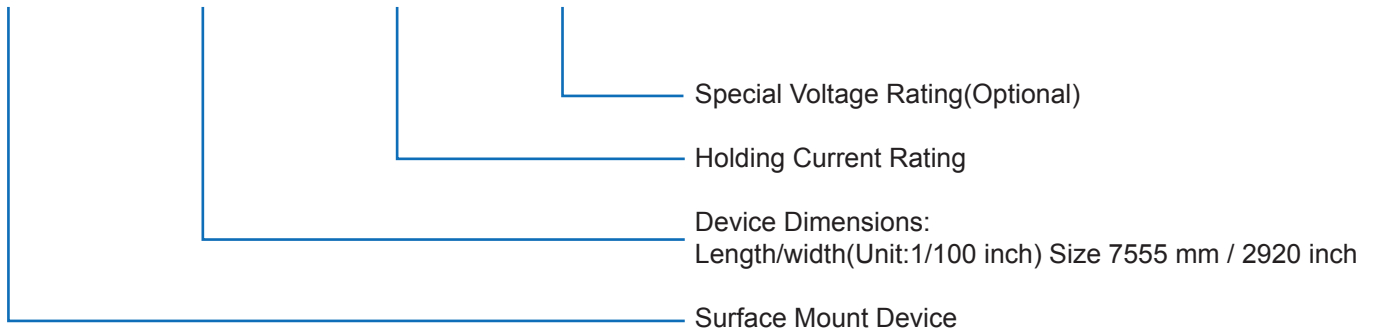 Special Voltage Rating(Optional)
Holding Current Rating
Device Dimensions:
Length/width(Unit:1/100 inch) Size 7555 mm / 2920 inch
Surface Mount Device